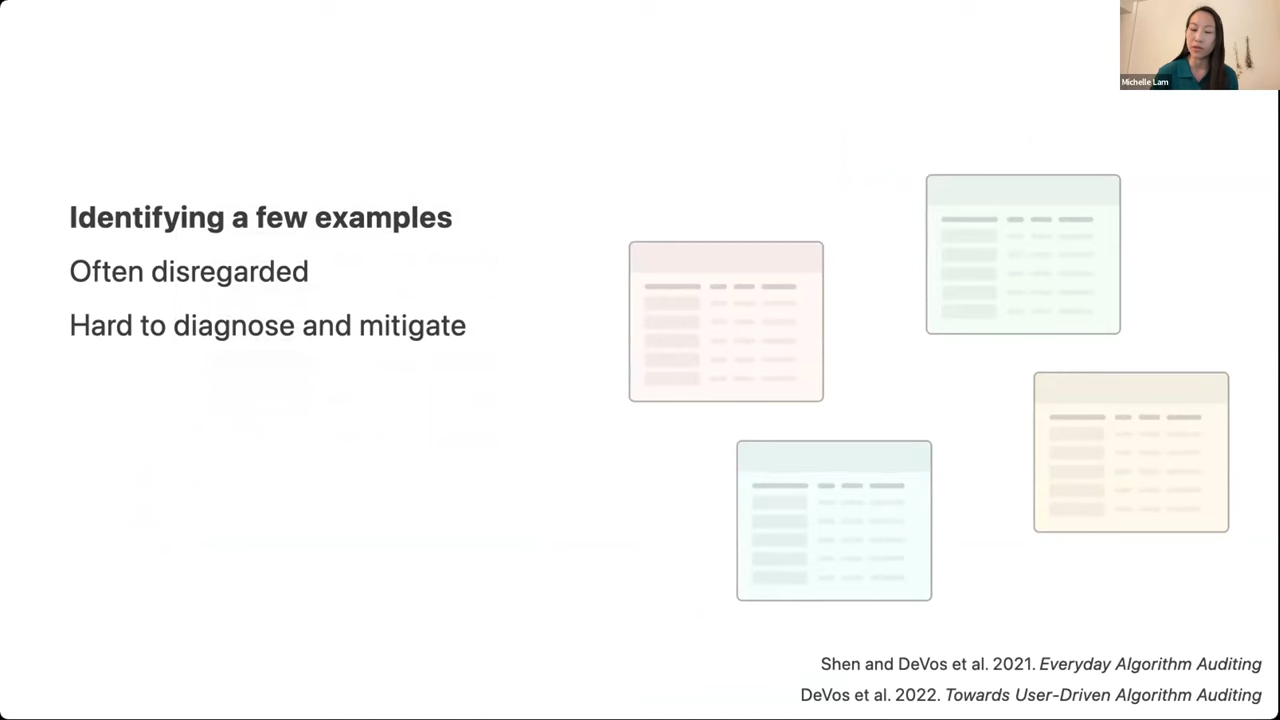 Michelle Lam
Identifying a few examples
Often disregarded
Hard to diagnose and mitigate
Shen and DeVos et al. 2021. Everyday Algorithm Auditing
DeVos et al. 2022. Towards User-Driven Algorithm Auditing